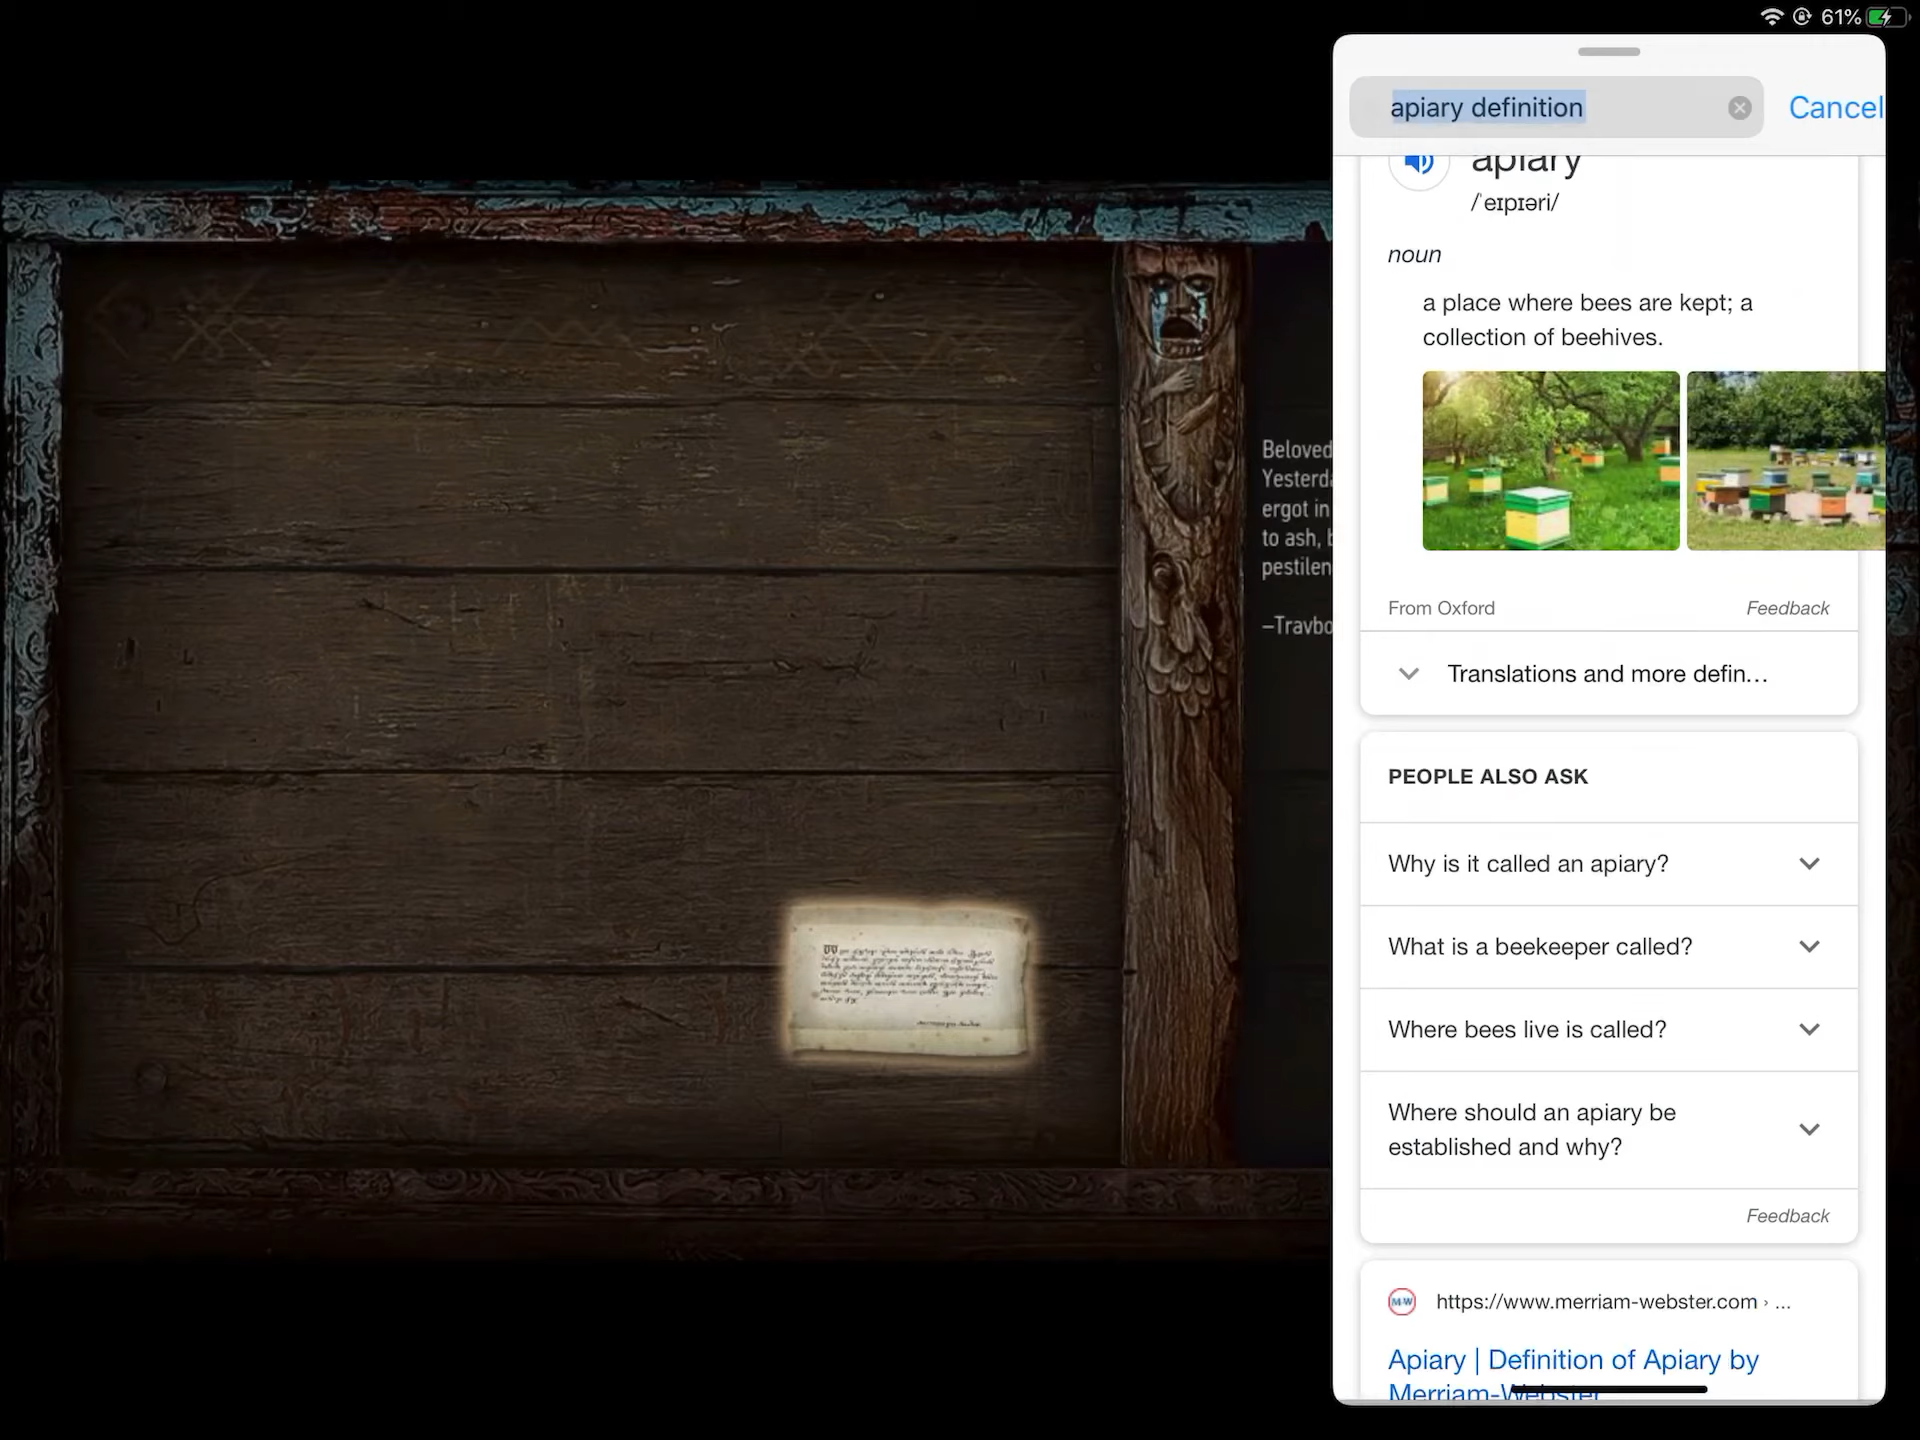 61%
apiary definition
Cancel
apiary
/ˈeɪpɪəri/
noun
a place where bees are kept; a
collection of beehives.
From Oxford
Feedback
Translations and more defin...
PEOPLE ALSO ASK
Why is it called an apiary?
What is a beekeeper called?
Where bees live is called?
Where should an apiary be
established and why?
Feedback
M-W
https://www.merriam-webster.com › ...
Apiary | Definition of Apiary by
Merriam-Webster
Beloved
Yesterda
ergot in
to ash, b
pestilen
–Travbo